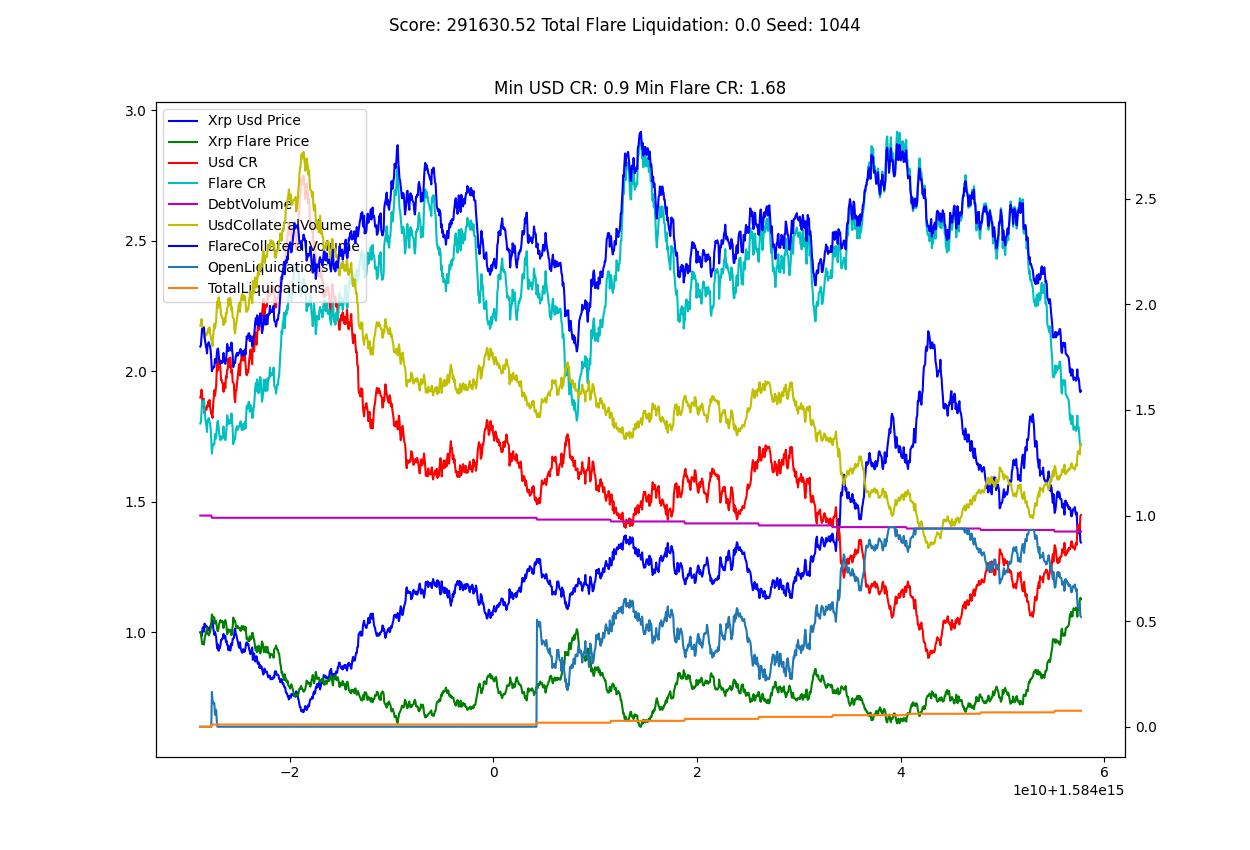 Score: 291630.52 Total Flare Liquidation: 0.0 Seed: 1044
Min USD CR: 0.9 Min Flare CR: 1.68
3.0
2.5
2.0
1.5
1.0
Xrp Usd Price
Xrp Flare Price
Usd CR
Flare CR
DebtVolume
UsdCollateralVolume
FlareCollateralVolume
OpenLiquidations
TotalLiquidations
2.5
2.0
1.5
1.0
0.5
0.0
−2
0
2
4
6
1e10+1.584e15